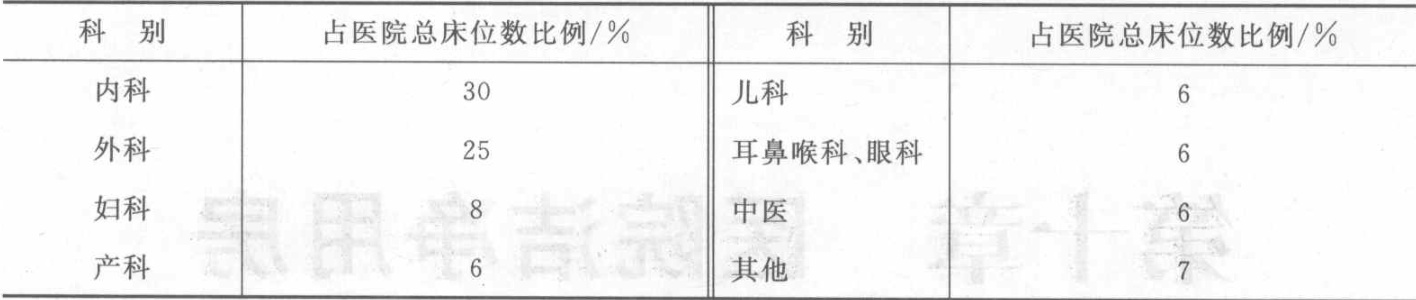 科 别 占医院总床位数比例/% 科 别 占医院总床位数比例/%
内科 30 儿科 6
外科 25 耳鼻喉科、眼科 6
妇科 8 中医 6
产科 6 其他 7
第十章 医院洁净用房